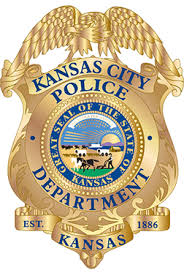 KANSAS CITY
POLICE
GREAT SEAL OF THE STATE OF
KANSAS
DEPARTMENT
EST. 1886
KANSAS